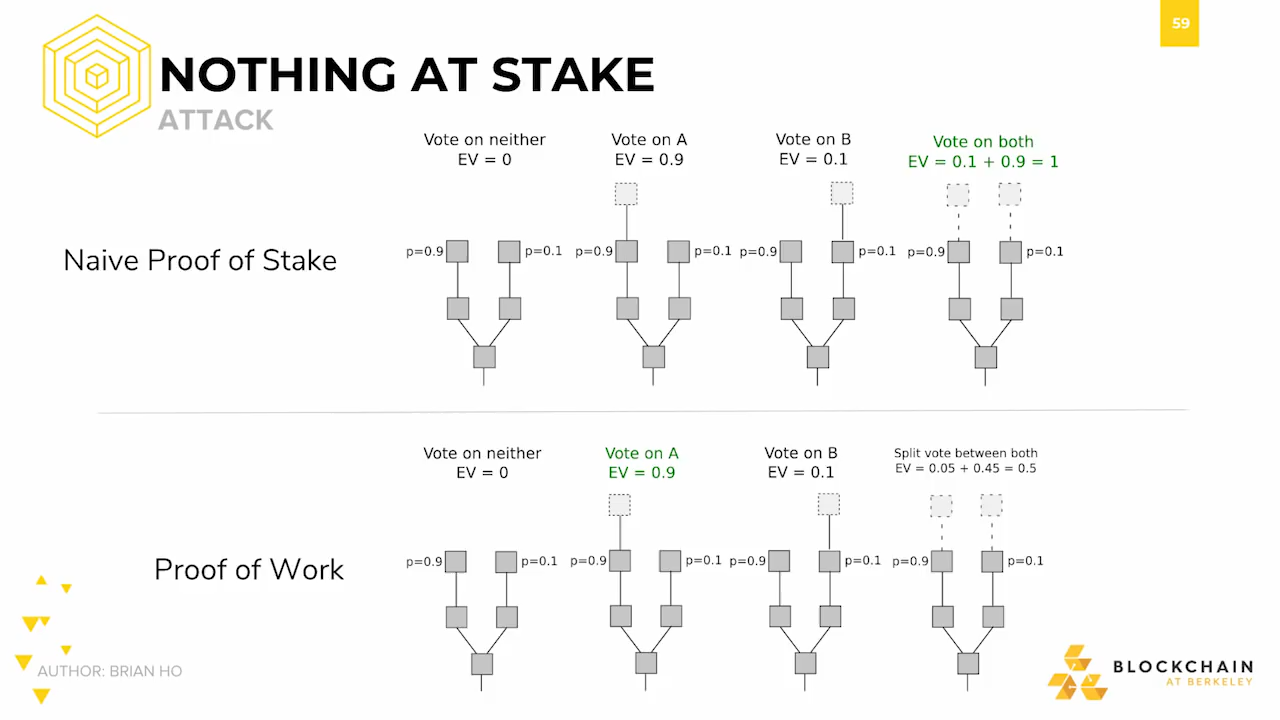 59
NOTHING AT STAKE
ATTACK
Vote on neither
EV = 0
Vote on A
EV = 0.9
Vote on B
EV = 0.1
Vote on both
EV = 0.1 + 0.9 = 1
Naive Proof of Stake
p=0.9
p=0.1
p=0.9
p=0.1
p=0.9
p=0.1
p=0.9
p=0.1
Vote on neither
EV = 0
Vote on A
EV = 0.9
Vote on B
EV = 0.1
Split vote between both
EV = 0.05 + 0.45 = 0.5
Proof of Work
p=0.9
p=0.1
p=0.9
p=0.1
p=0.9
p=0.1
p=0.9
p=0.1
AUTHOR: BRIAN HO
BLOCKCHAIN
AT BERKELEY